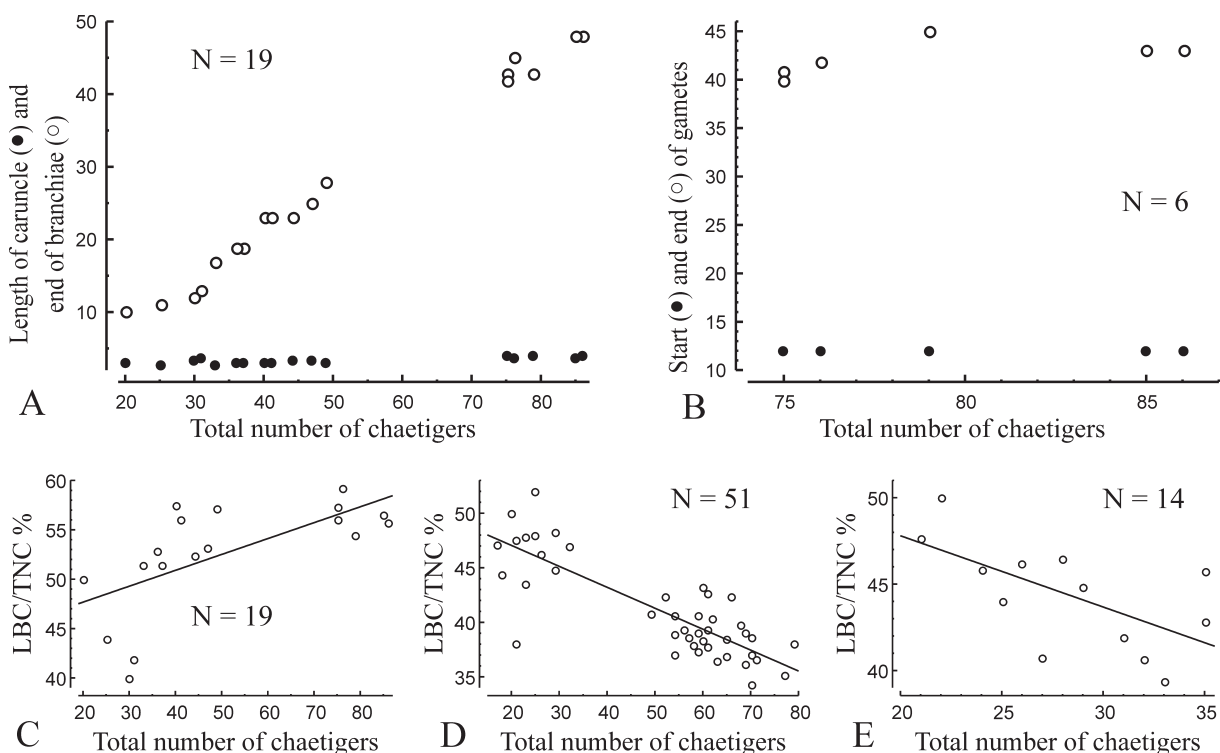 50
40
30
20
10
N = 19
Length of caruncle (●) and
end of branchiae (○)
20 30 40 50 60 70 80
A
Total number of chaetigers
45
40
35
30
25
20
15
10
N = 6
Start (●) and end (○) of gametes
75 80 85
B
Total number of chaetigers
60
55
50
45
40
LBC/TNC %
N = 19
20 30 40 50 60 70 80
C
Total number of chaetigers
50
45
40
35
LBC/TNC %
N = 51
20 30 40 50 60 70 80
D
Total number of chaetigers
50
45
40
LBC/TNC %
N = 14
20 25 30 35
E
Total number of chaetigers